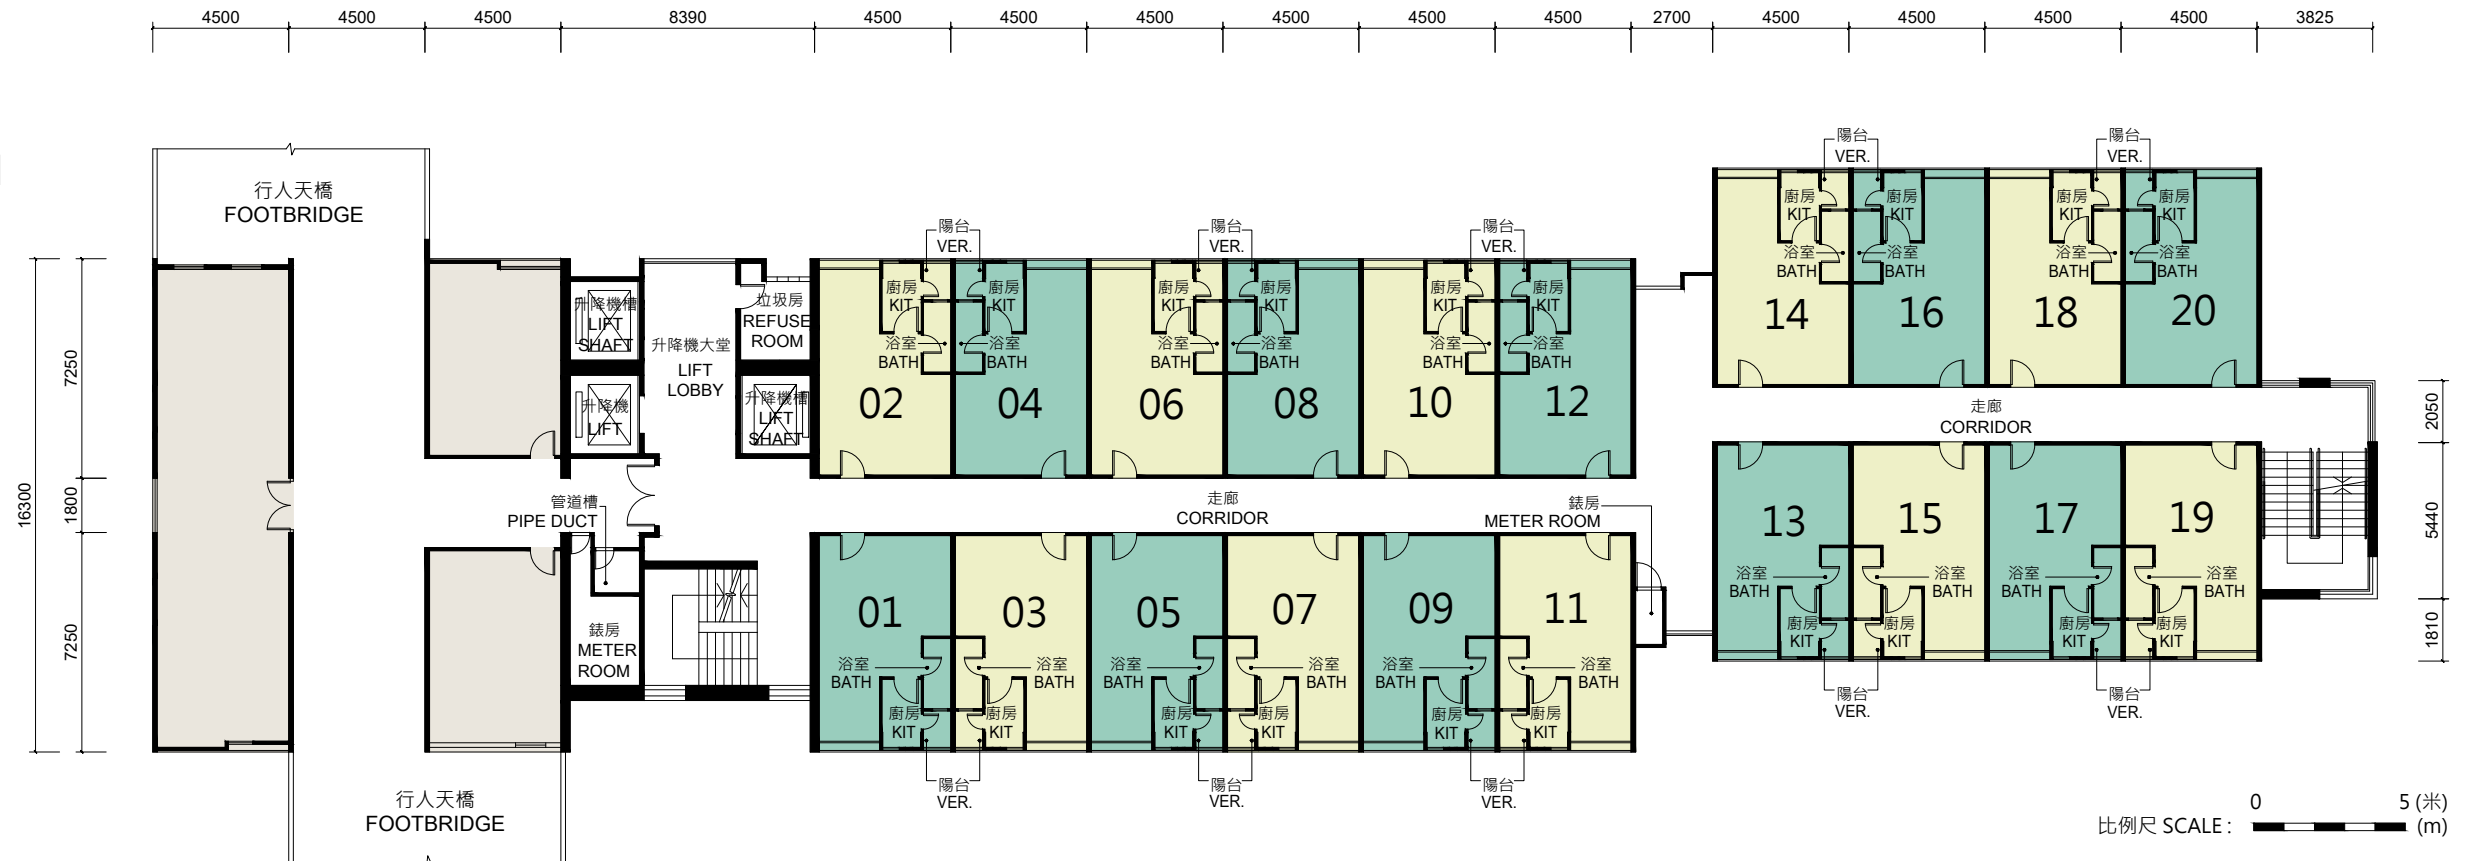 4500 4500 4500 8390 4500 4500 4500 4500 4500 4500 2700 4500 4500 4500 4500 3825
陽台 陽台
VER. VER.
行人天橋
FOOTBRIDGE
廚房 廚房 廚房 廚房
KIT KIT KIT KIT
陽台 陽台 陽台
VER. VER. VER.
浴室 浴室 浴室 浴室
BATH BATH BATH BATH
14 16 18 20
升降機槽
LIFT
SHAFT
垃圾房
REFUSE
ROOM
廚房 廚房 廚房 廚房 廚房 廚房
KIT KIT KIT KIT KIT KIT
升降機大堂
LIFT
LOBBY
浴室 浴室 浴室 浴室 浴室 浴室
BATH BATH BATH BATH BATH BATH
升降機
LIFT
升降機槽
LIFT
SHAFT
02 04 06 08 10 12
走廊
CORRIDOR
16300
7250
1800
7250
2050
5440
1810
管道槽
PIPE DUCT
走廊
CORRIDOR
錶房
METER ROOM
13 15 17 19
浴室 浴室 浴室 浴室
BATH BATH BATH BATH
廚房 廚房 廚房 廚房
KIT KIT KIT KIT
陽台 陽台
VER. VER.
錶房
METER
ROOM
01 03 05 07 09 11
浴室 浴室 浴室 浴室 浴室 浴室
BATH BATH BATH BATH BATH BATH
廚房 廚房 廚房 廚房 廚房 廚房
KIT KIT KIT KIT KIT KIT
陽台 陽台 陽台
VER. VER. VER.
行人天橋
FOOTBRIDGE
0 5 (米)
比例尺 SCALE : (m)